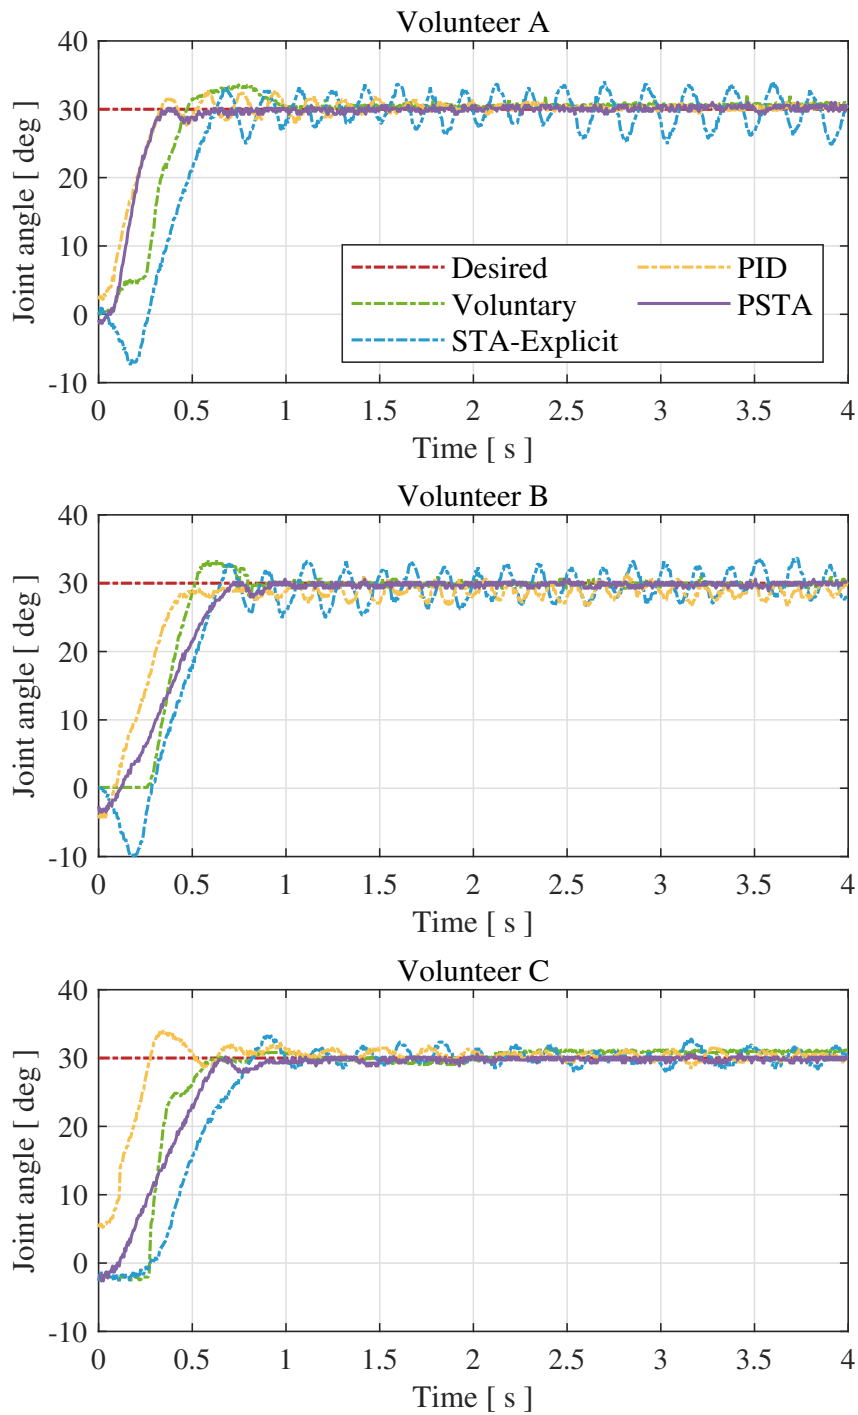 Volunteer A
40
30
20
10
0
-10
Joint angle [ deg ]
Desired
Voluntary
STA-Explicit
PID
PSTA
0 0.5 1 1.5 2 2.5 3 3.5 4
Time [ s ]
Volunteer B
40
30
20
10
0
-10
Joint angle [ deg ]
0 0.5 1 1.5 2 2.5 3 3.5 4
Time [ s ]
Volunteer C
40
30
20
10
0
-10
Joint angle [ deg ]
0 0.5 1 1.5 2 2.5 3 3.5 4
Time [ s ]